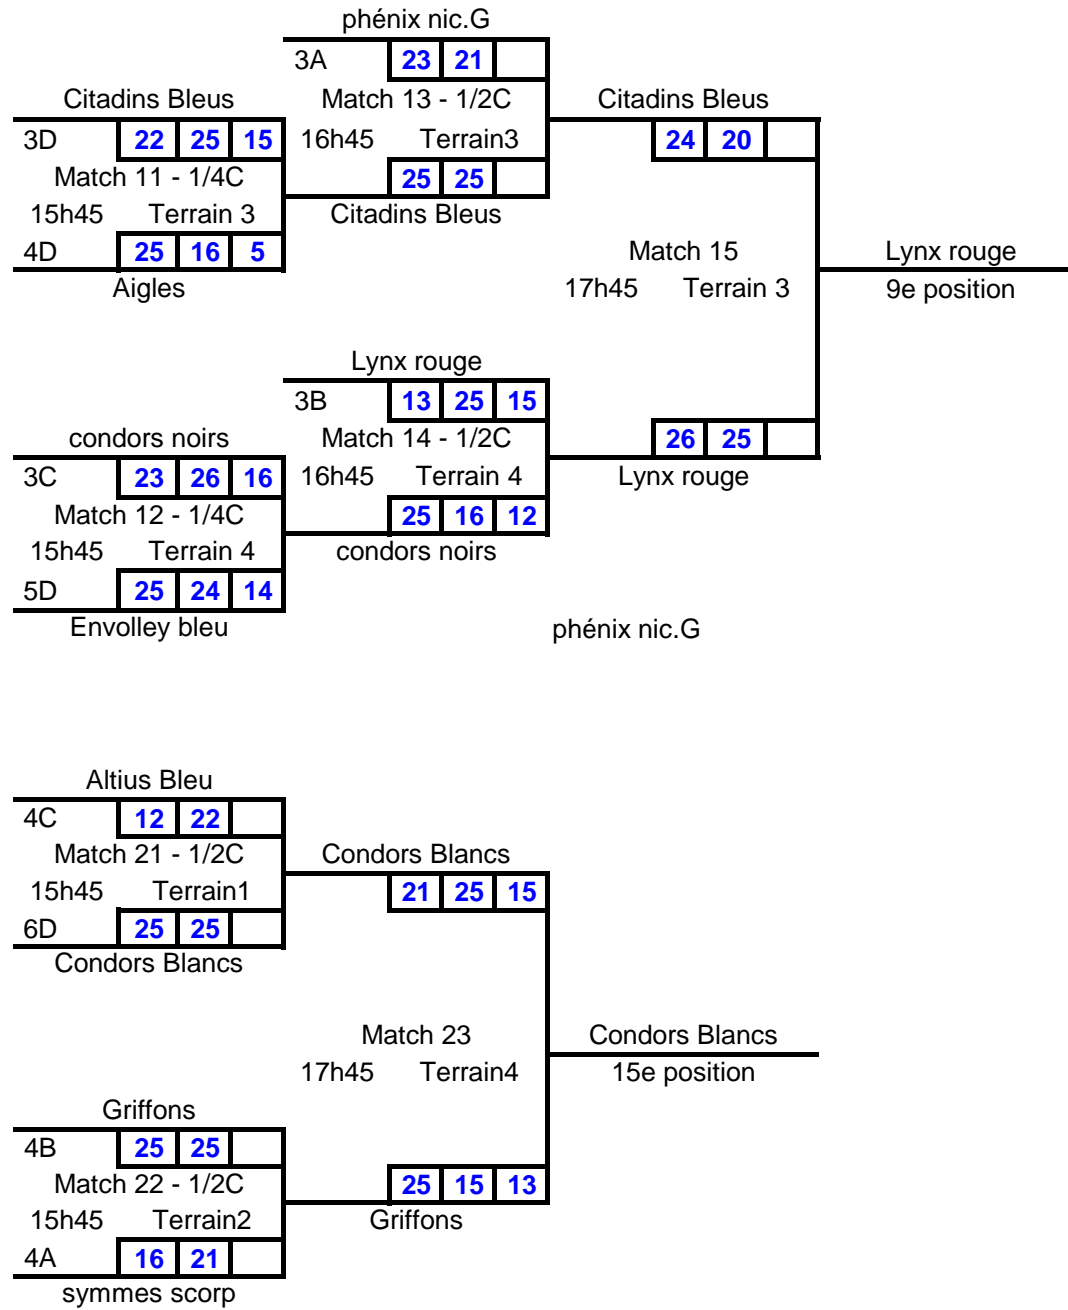 phénix nic.G
3A 23 21
Citadins Bleus Match 13 - 1/2C Citadins Bleus
3D 22 25 15 16h45 Terrain3 24 20
Match 11 - 1/4C 25 25
15h45 Terrain 3 Citadins Bleus
4D 25 16 5 Match 15 Lynx rouge
Aigles 17h45 Terrain 3 9e position
Lynx rouge
3B 13 25 15
condors noirs Match 14 - 1/2C 26 25
3C 23 26 16 16h45 Terrain 4 Lynx rouge
Match 12 - 1/4C 25 16 12
15h45 Terrain 4 condors noirs
5D 25 24 14
Envolley bleu phénix nic.G
Altius Bleu
4C 12 22
Match 21 - 1/2C Condors Blancs
15h45 Terrain1 21 25 15
6D 25 25
Condors Blancs
Match 23 Condors Blancs
17h45 Terrain4 15e position
Griffons
4B 25 25
Match 22 - 1/2C 25 15 13
15h45 Terrain2 Griffons
4A 16 21
symmes scorp